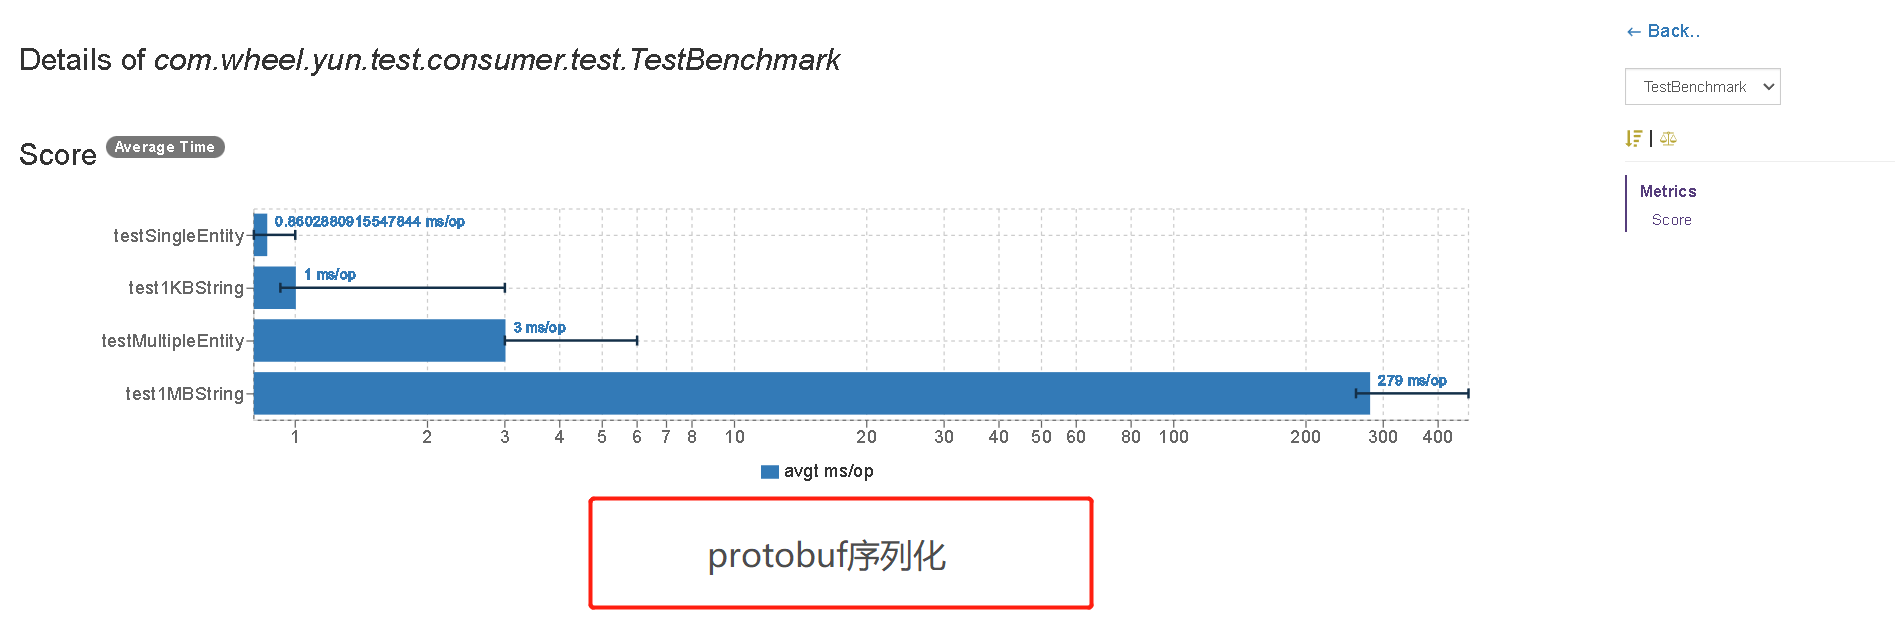 ← Back..
Details of com.wheel.yun.test.consumer.test.TestBenchmark
TestBenchmark
Score Average Time
|
Metrics
Score
testSingleEntity 0.8602880915547844 ms/op
test1KBString 1 ms/op
testMultipleEntity 3 ms/op
test1MBString 279 ms/op
1 2 3 4 5 6 7 8 10 20 30 40 50 60 80 100 200 300 400
avgt ms/op
protobuf序列化